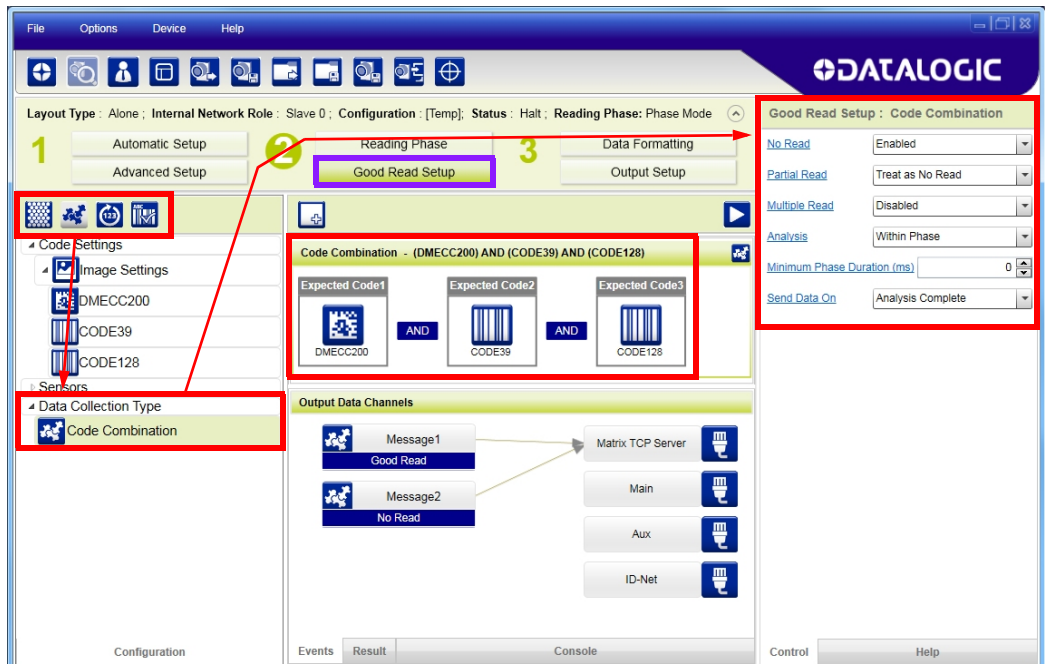 File Options Device Help
DATALOGIC
Layout Type : Alone ; Internal Network Role : Slave 0 ; Configuration : [Temp]; Status : Halt ; Reading Phase: Phase Mode
1
Automatic Setup
Advanced Setup
2
Reading Phase
Good Read Setup
3
Data Formatting
Output Setup
123
ABC
Code Settings
Image Settings
DMECC200
CODE39
CODE128
Sensors
Data Collection Type
Code Combination
Configuration
Code Combination - (DMECC200) AND (CODE39) AND (CODE128)
Expected Code1
DMECC200
AND
Expected Code2
CODE39
AND
Expected Code3
CODE128
Output Data Channels
Message1
Good Read
Message2
No Read
Matrix TCP Server
Main
Aux
ID-Net
Events Result Console
Good Read Setup : Code Combination
No Read Enabled
Partial Read Treat as No Read
Multiple Read Disabled
Analysis Within Phase
Minimum Phase Duration (ms) 0
Send Data On Analysis Complete
Control Help